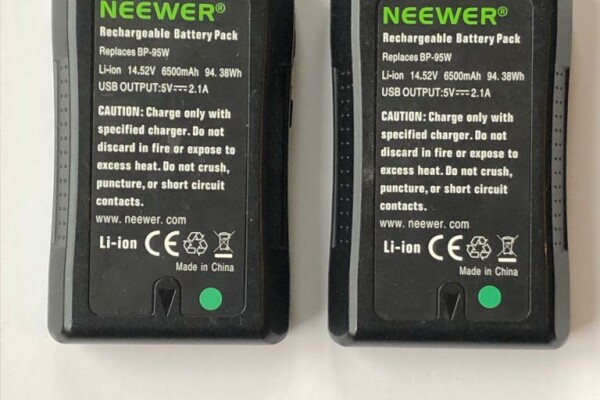 NEEWER®
Rechargeable Battery Pack
Replaces BP-95W
Li-ion 14.52V 6500mAh 94.38Wh
USB OUTPUT:5V⎓2.1A
CAUTION: Charge only with
specified charger. Do not
discard in fire or expose to
excess heat. Do not crush,
puncture, or short circuit
contacts.
www. neewer. com
Li-ion CE
Made in China
NEEWER®
Rechargeable Battery Pack
Replaces BP-95W
Li-ion 14.52V 6500mAh 94.38Wh
USB OUTPUT:5V⎓2.1A
CAUTION: Charge only with
specified charger. Do not
discard in fire or expose to
excess heat. Do not crush,
puncture, or short circuit
contacts.
www. neewer. com
Li-ion CE
Made in China